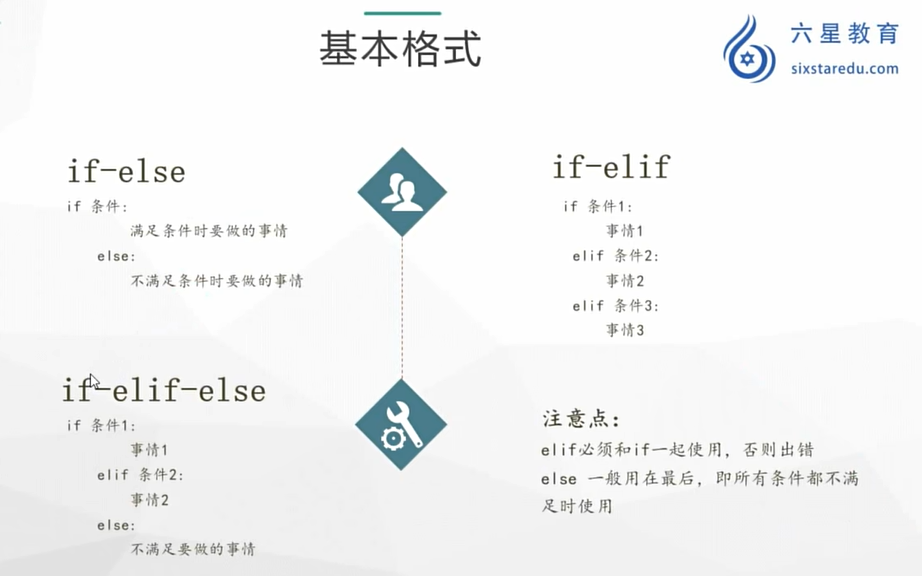 基本格式
六星教育
sixstaredu.com
if-else
if 条件:
满足条件时要做的事情
else:
不满足条件时要做的事情
if-elif
if 条件1:
事情1
elif 条件2:
事情2
elif 条件3:
事情3
if-elif-else
if 条件1:
事情1
elif 条件2:
事情2
else:
不满足要做的事情
注意点：
elif必须和if一起使用，否则出错
else 一般用在最后，即所有条件都不满
足时使用